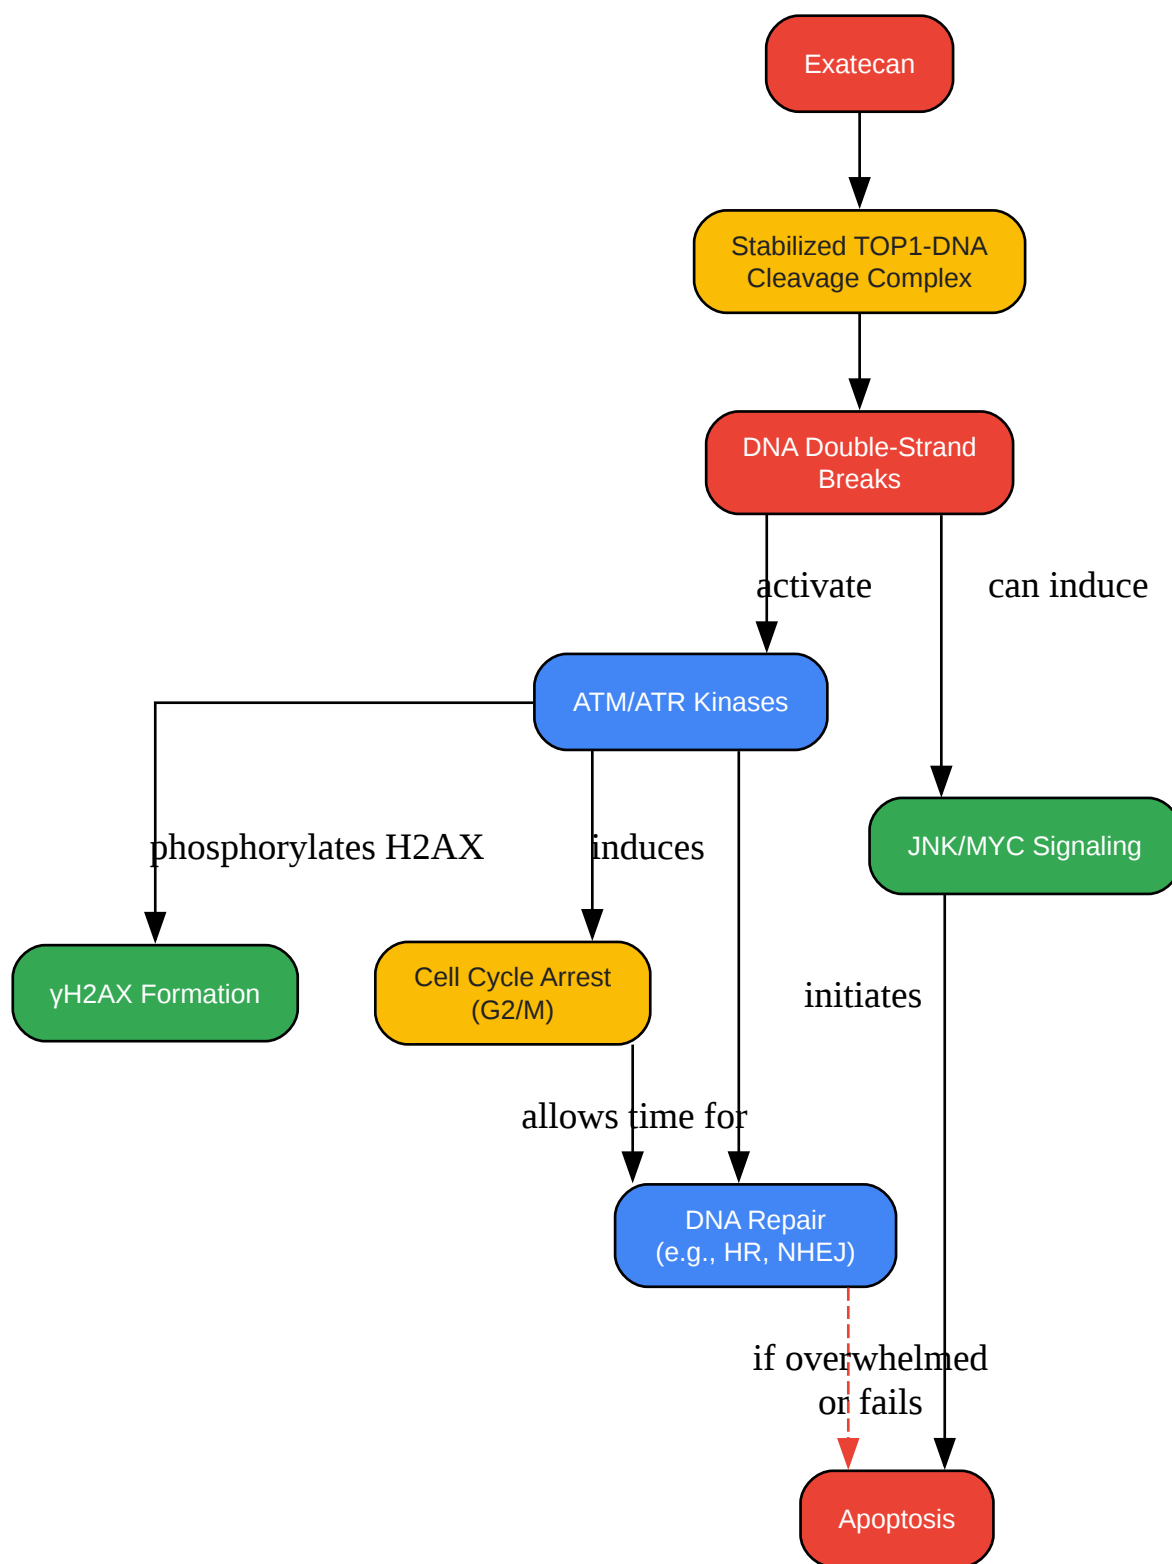 Exatecan
Stabilized TOP1-DNA
Cleavage Complex
DNA Double-Strand
Breaks
activate
can induce
ATM/ATR Kinases
phosphorylates H2AX
induces
JNK/MYC Signaling
γH2AX Formation
Cell Cycle Arrest
(G2/M)
initiates
allows time for
DNA Repair
(e.g., HR, NHEJ)
if overwhelmed
or fails
Apoptosis